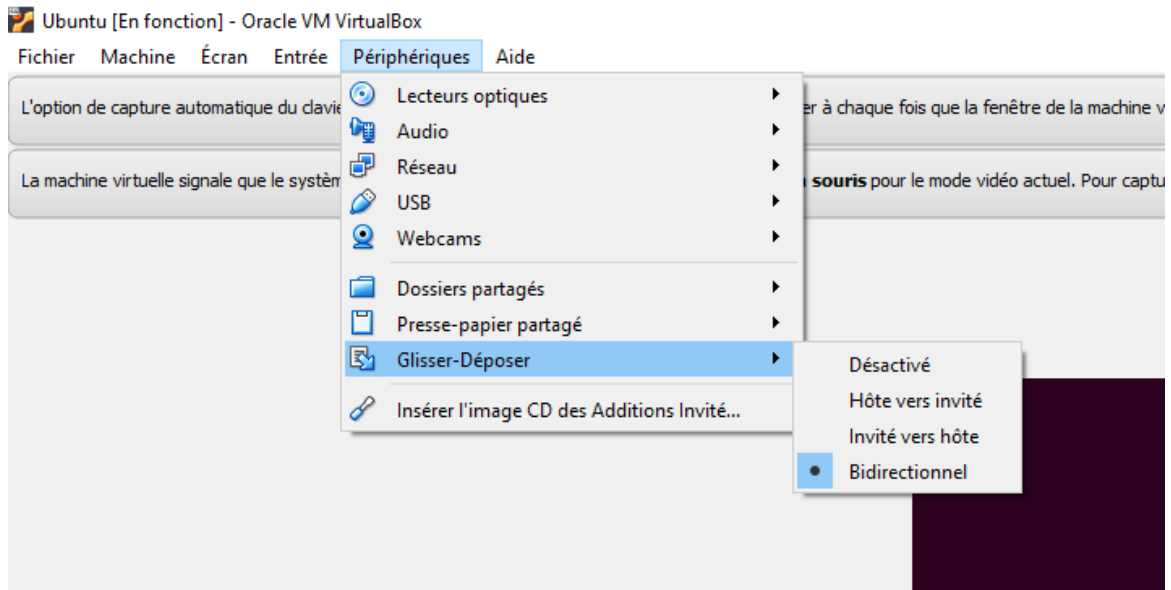 Ubuntu [En fonction] - Oracle VM VirtualBox
Fichier Machine Écran Entrée Périphériques Aide
L'option de capture automatique du clavie
er à chaque fois que la fenêtre de la machine v
La machine virtuelle signale que le systèm
souris pour le mode vidéo actuel. Pour captu
Lecteurs optiques
Audio
Réseau
USB
Webcams
Dossiers partagés
Presse-papier partagé
Glisser-Déposer
Insérer l'image CD des Additions Invité...
Désactivé
Hôte vers invité
Invité vers hôte
Bidirectionnel